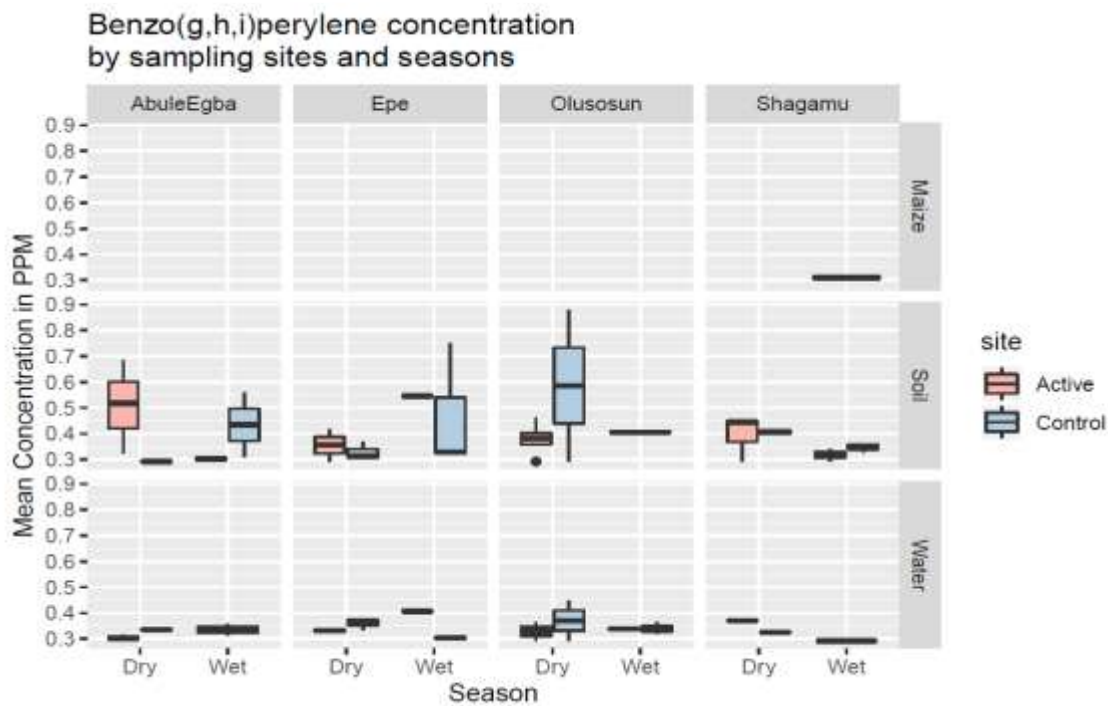 Benzo(g,h,i)perylene concentration
by sampling sites and seasons
AbuleEgba Epe Olusosun Shagamu
Mean Concentration in PPM
0.9
0.8
0.7
0.6
0.5
0.4
0.3
Maize
0.9
0.8
0.7
0.6
0.5
0.4
0.3
Soil
0.9
0.8
0.7
0.6
0.5
0.4
0.3
Water
Dry Wet Dry Wet Dry Wet Dry Wet
Season
site
Active
Control